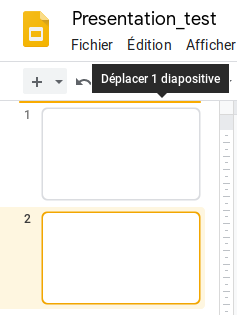 Presentation_test
Fichier Édition Afficher
Déplacer 1 diapositive
1
2